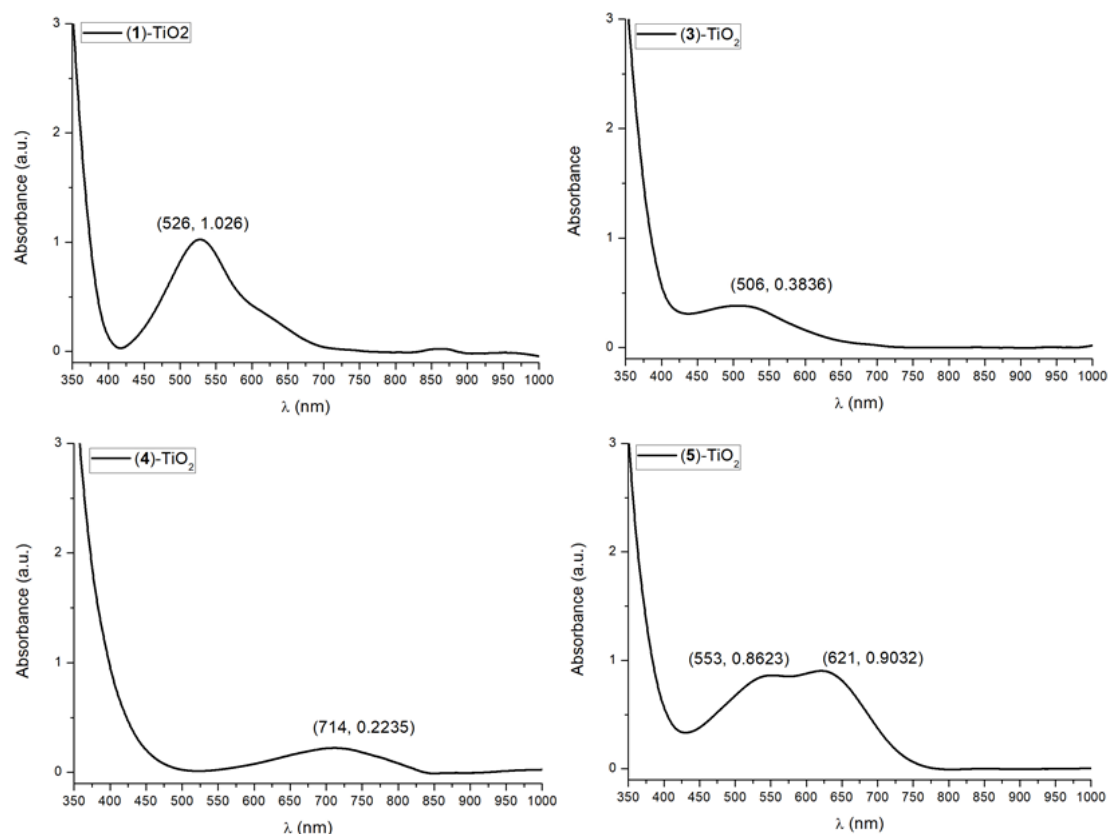 (1)-TiO2
Absorbance (a.u.)
3
2
1
0
(526, 1.026)
350 400 450 500 550 600 650 700 750 800 850 900 950 1000
λ (nm)
(3)-TiO₂
Absorbance
3
2
1
0
(506, 0.3836)
350 400 450 500 550 600 650 700 750 800 850 900 950 1000
λ (nm)
(4)-TiO₂
Absorbance (a.u.)
3
2
1
0
(714, 0.2235)
350 400 450 500 550 600 650 700 750 800 850 900 950 1000
λ (nm)
(5)-TiO₂
Absorbance (a.u.)
3
2
1
0
(553, 0.8623) (621, 0.9032)
350 400 450 500 550 600 650 700 750 800 850 900 950 1000
λ (nm)